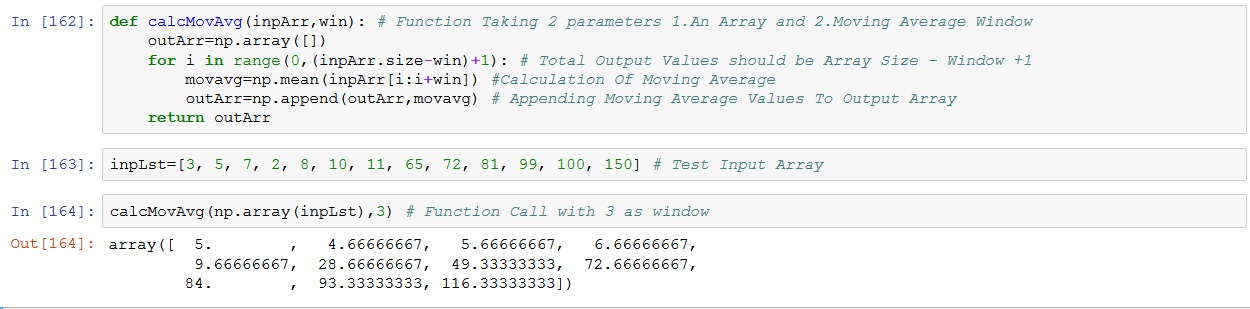 In [162]: def calcMovAvg(inpArr,win): # Function Taking 2 parameters 1.An Array and 2.Moving Average Window
    outArr=np.array([])
    for i in range(0,(inpArr.size-win)+1): # Total Output Values should be Array Size - Window +1
        movavg=np.mean(inpArr[i:i+win]) #Calculation Of Moving Average
        outArr=np.append(outArr,movavg) # Appending Moving Average Values To Output Array
    return outArr
In [163]: inpLst=[3, 5, 7, 2, 8, 10, 11, 65, 72, 81, 99, 100, 150] # Test Input Array
In [164]: calcMovAvg(np.array(inpLst),3) # Function Call with 3 as window
Out[164]: array([  5.        ,   4.66666667,   5.66666667,   6.66666667,
         9.66666667,  28.66666667,  49.33333333,  72.66666667,
        84.        ,  93.33333333, 116.33333333])